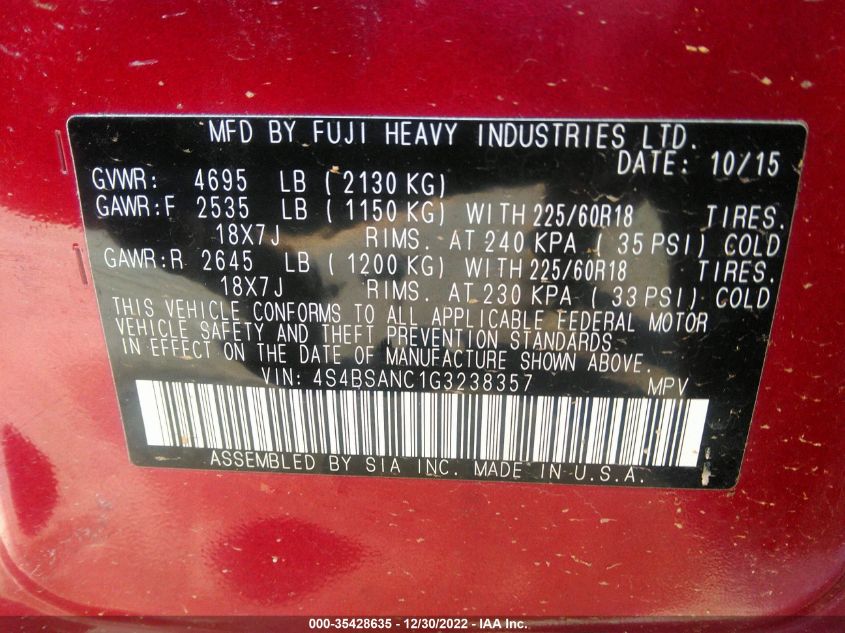 MFD BY FUJI HEAVY INDUSTRIES LTD.
DATE: 10/15
GVWR: 4695 LB ( 2130 KG)
GAWR:F 2535 LB ( 1150 KG) WITH 225/60R18 TIRES.
18X7J RIMS. AT 240 KPA ( 35 PSI) COLD
GAWR:R 2645 LB ( 1200 KG) WITH 225/60R18 TIRES.
18X7J RIMS. AT 230 KPA ( 33 PSI) COLD
THIS VEHICLE CONFORMS TO ALL APPLICABLE FEDERAL MOTOR
VEHICLE SAFETY AND THEFT PREVENTION STANDARDS
IN EFFECT ON THE DATE OF MANUFACTURE SHOWN ABOVE.
VIN: 4S4BSANC1G3238357 MPV
ASSEMBLED BY SIA INC. MADE IN U.S.A.
000-35428635 - 12/30/2022 - IAA Inc.